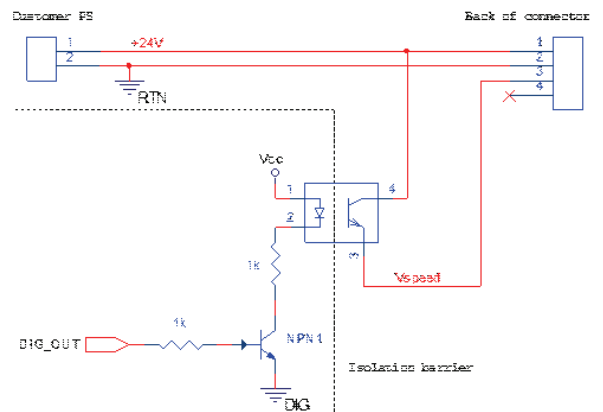 Customer PS
Back of connector
1
+24V
1
2
2
3
4
RTN
Vcc
1
4
2
3
1k
Vspeed
1k
DIG_OUT
NPN1
Isolation barrier
DIG